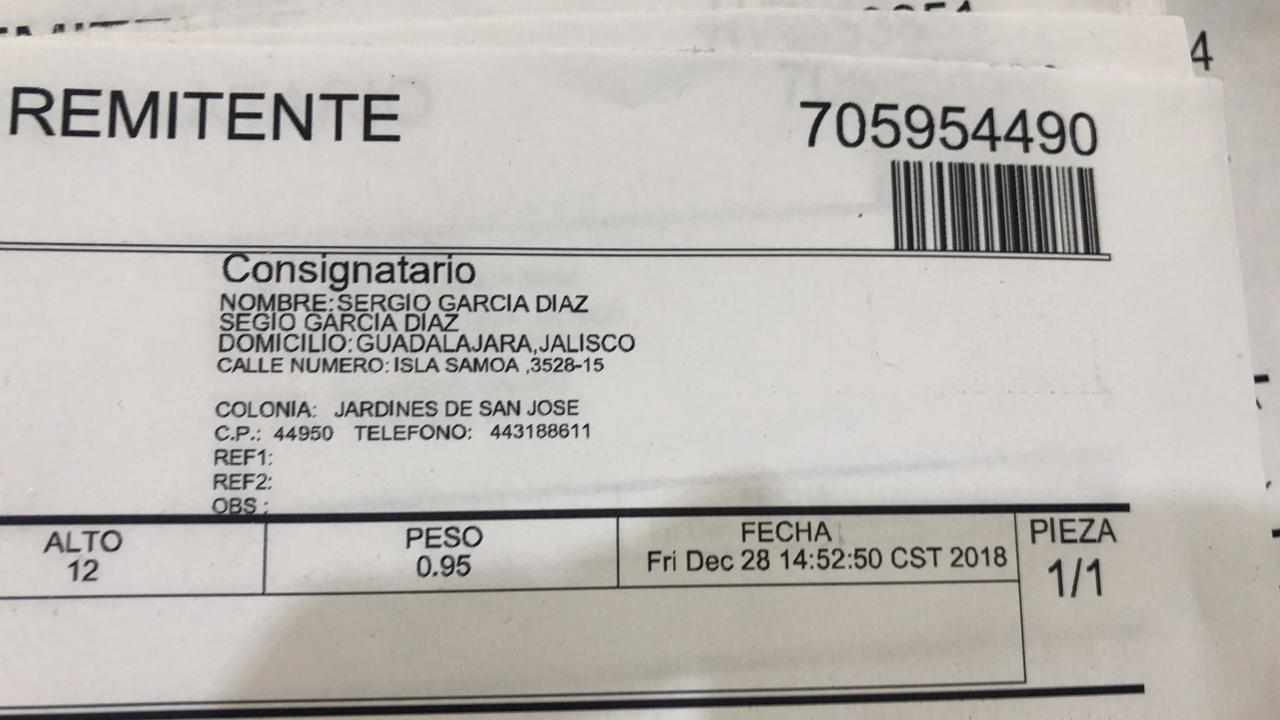 REMITENTE
705954490
Consignatario
NOMBRE: SERGIO GARCIA DIAZ
SEGIO GARCIA DIAZ
DOMICILIO: GUADALAJARA,JALISCO
CALLE NUMERO: ISLA SAMOA ,3528-15
COLONIA: JARDINES DE SAN JOSE
C.P.: 44950 TELEFONO: 443188611
REF1:
REF2:
OBS :
ALTO PESO FECHA PIEZA
12 0.95 Fri Dec 28 14:52:50 CST 2018 1/1
4